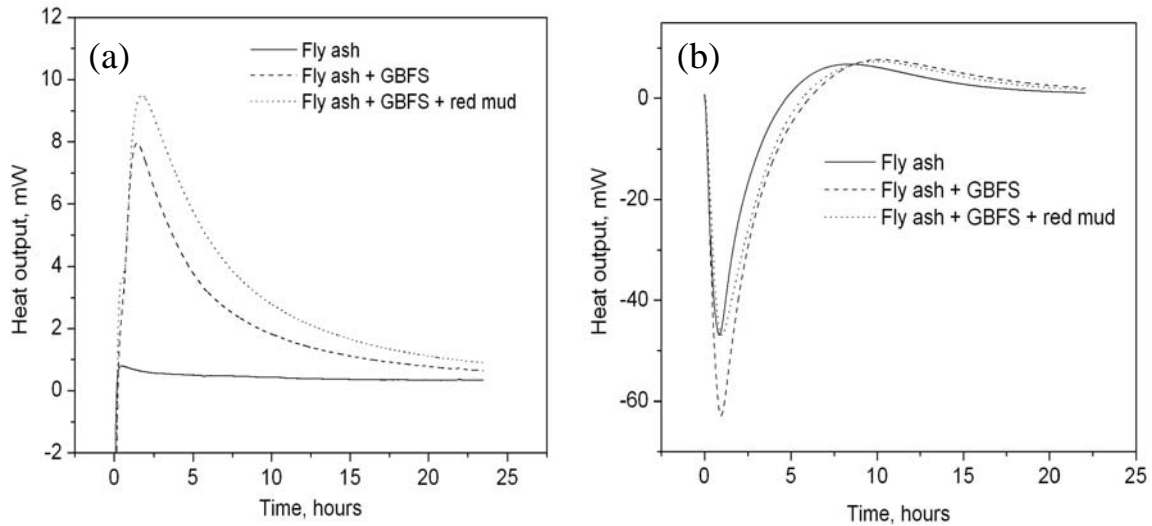 (a)
Fly ash
Fly ash + GBFS
Fly ash + GBFS + red mud
Heat output, mW
12
10
8
6
4
2
0
-2
0 5 10 15 20 25
Time, hours
(b)
Fly ash
Fly ash + GBFS
Fly ash + GBFS + red mud
Heat output, mW
0
-20
-40
-60
0 5 10 15 20 25
Time, hours